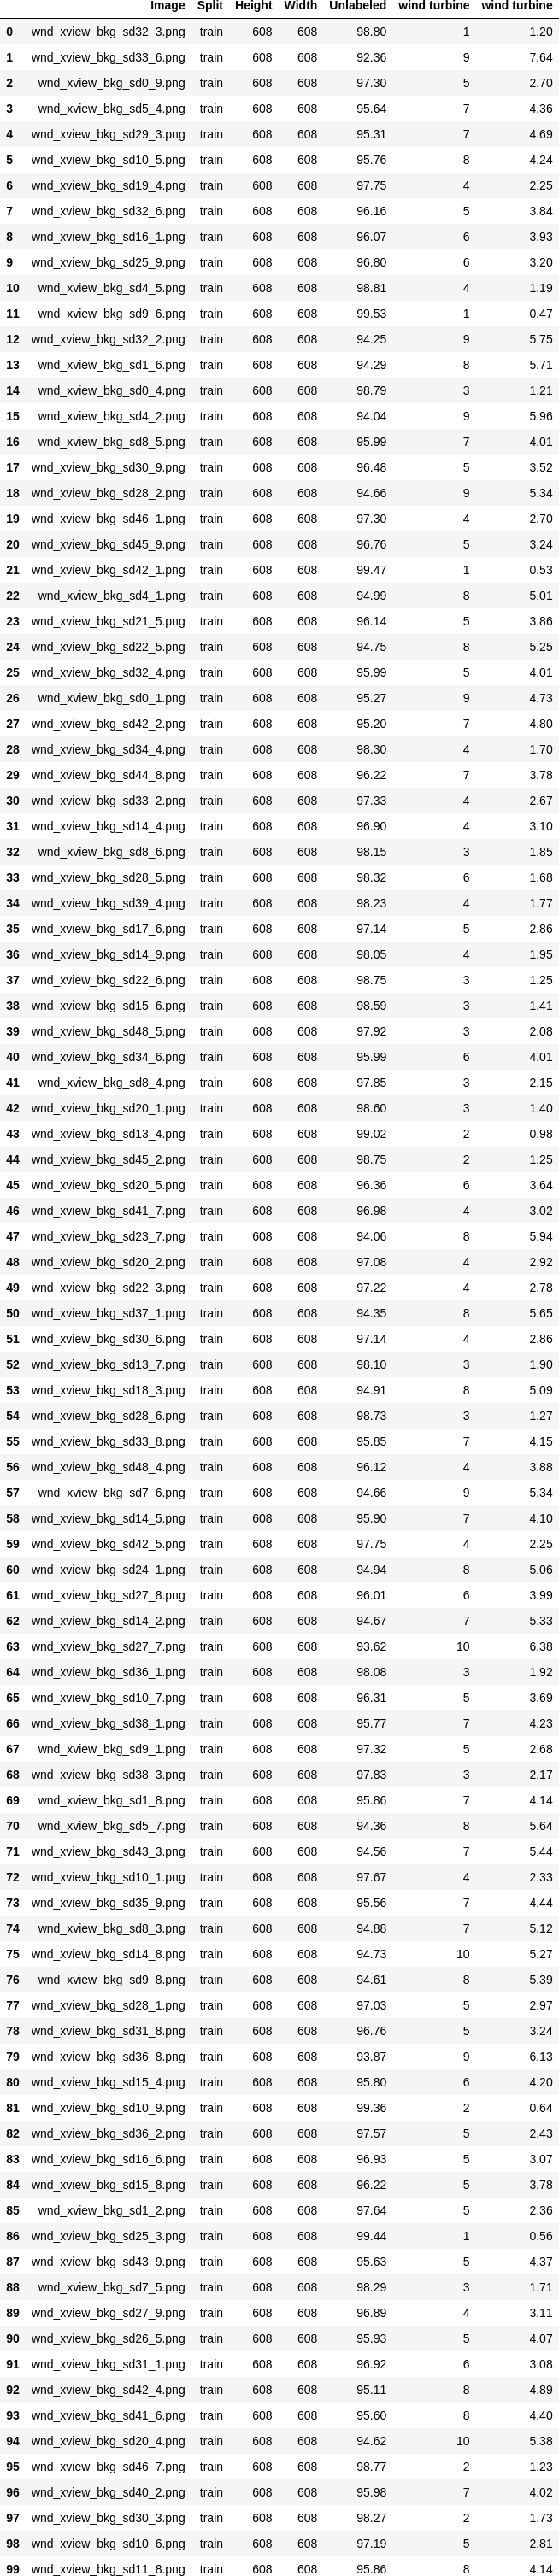 Image Split Height Width Unlabeled wind turbine wind turbine
0 wnd_xview_bkg_sd32_3.png train 608 608 98.80 1 1.20
1 wnd_xview_bkg_sd33_6.png train 608 608 92.36 9 7.64
2 wnd_xview_bkg_sd0_9.png train 608 608 97.30 5 2.70
3 wnd_xview_bkg_sd5_4.png train 608 608 95.64 7 4.36
4 wnd_xview_bkg_sd29_3.png train 608 608 95.31 7 4.69
5 wnd_xview_bkg_sd10_5.png train 608 608 95.76 8 4.24
6 wnd_xview_bkg_sd19_4.png train 608 608 97.75 4 2.25
7 wnd_xview_bkg_sd32_6.png train 608 608 96.16 5 3.84
8 wnd_xview_bkg_sd16_1.png train 608 608 96.07 6 3.93
9 wnd_xview_bkg_sd25_9.png train 608 608 96.80 6 3.20
10 wnd_xview_bkg_sd4_5.png train 608 608 98.81 4 1.19
11 wnd_xview_bkg_sd9_6.png train 608 608 99.53 1 0.47
12 wnd_xview_bkg_sd32_2.png train 608 608 94.25 9 5.75
13 wnd_xview_bkg_sd1_6.png train 608 608 94.29 8 5.71
14 wnd_xview_bkg_sd0_4.png train 608 608 98.79 3 1.21
15 wnd_xview_bkg_sd4_2.png train 608 608 94.04 9 5.96
16 wnd_xview_bkg_sd8_5.png train 608 608 95.99 7 4.01
17 wnd_xview_bkg_sd30_9.png train 608 608 96.48 5 3.52
18 wnd_xview_bkg_sd28_2.png train 608 608 94.66 9 5.34
19 wnd_xview_bkg_sd46_1.png train 608 608 97.30 4 2.70
20 wnd_xview_bkg_sd45_9.png train 608 608 96.76 5 3.24
21 wnd_xview_bkg_sd42_1.png train 608 608 99.47 1 0.53
22 wnd_xview_bkg_sd4_1.png train 608 608 94.99 8 5.01
23 wnd_xview_bkg_sd21_5.png train 608 608 96.14 5 3.86
24 wnd_xview_bkg_sd22_5.png train 608 608 94.75 8 5.25
25 wnd_xview_bkg_sd32_4.png train 608 608 95.99 5 4.01
26 wnd_xview_bkg_sd0_1.png train 608 608 95.27 9 4.73
27 wnd_xview_bkg_sd42_2.png train 608 608 95.20 7 4.80
28 wnd_xview_bkg_sd34_4.png train 608 608 98.30 4 1.70
29 wnd_xview_bkg_sd44_8.png train 608 608 96.22 7 3.78
30 wnd_xview_bkg_sd33_2.png train 608 608 97.33 4 2.67
31 wnd_xview_bkg_sd14_4.png train 608 608 96.90 4 3.10
32 wnd_xview_bkg_sd8_6.png train 608 608 98.15 3 1.85
33 wnd_xview_bkg_sd28_5.png train 608 608 98.32 6 1.68
34 wnd_xview_bkg_sd39_4.png train 608 608 98.23 4 1.77
35 wnd_xview_bkg_sd17_6.png train 608 608 97.14 5 2.86
36 wnd_xview_bkg_sd14_9.png train 608 608 98.05 4 1.95
37 wnd_xview_bkg_sd22_6.png train 608 608 98.75 3 1.25
38 wnd_xview_bkg_sd15_6.png train 608 608 98.59 3 1.41
39 wnd_xview_bkg_sd48_5.png train 608 608 97.92 3 2.08
40 wnd_xview_bkg_sd34_6.png train 608 608 95.99 6 4.01
41 wnd_xview_bkg_sd8_4.png train 608 608 97.85 3 2.15
42 wnd_xview_bkg_sd20_1.png train 608 608 98.60 3 1.40
43 wnd_xview_bkg_sd13_4.png train 608 608 99.02 2 0.98
44 wnd_xview_bkg_sd45_2.png train 608 608 98.75 2 1.25
45 wnd_xview_bkg_sd20_5.png train 608 608 96.36 6 3.64
46 wnd_xview_bkg_sd41_7.png train 608 608 96.98 4 3.02
47 wnd_xview_bkg_sd23_7.png train 608 608 94.06 8 5.94
48 wnd_xview_bkg_sd20_2.png train 608 608 97.08 4 2.92
49 wnd_xview_bkg_sd22_3.png train 608 608 97.22 4 2.78
50 wnd_xview_bkg_sd37_1.png train 608 608 94.35 8 5.65
51 wnd_xview_bkg_sd30_6.png train 608 608 97.14 4 2.86
52 wnd_xview_bkg_sd13_7.png train 608 608 98.10 3 1.90
53 wnd_xview_bkg_sd18_3.png train 608 608 94.91 8 5.09
54 wnd_xview_bkg_sd28_6.png train 608 608 98.73 3 1.27
55 wnd_xview_bkg_sd33_8.png train 608 608 95.85 7 4.15
56 wnd_xview_bkg_sd48_4.png train 608 608 96.12 4 3.88
57 wnd_xview_bkg_sd7_6.png train 608 608 94.66 9 5.34
58 wnd_xview_bkg_sd14_5.png train 608 608 95.90 7 4.10
59 wnd_xview_bkg_sd42_5.png train 608 608 97.75 4 2.25
60 wnd_xview_bkg_sd24_1.png train 608 608 94.94 8 5.06
61 wnd_xview_bkg_sd27_8.png train 608 608 96.01 6 3.99
62 wnd_xview_bkg_sd14_2.png train 608 608 94.67 7 5.33
63 wnd_xview_bkg_sd27_7.png train 608 608 93.62 10 6.38
64 wnd_xview_bkg_sd36_1.png train 608 608 98.08 3 1.92
65 wnd_xview_bkg_sd10_7.png train 608 608 96.31 5 3.69
66 wnd_xview_bkg_sd38_1.png train 608 608 95.77 7 4.23
67 wnd_xview_bkg_sd9_1.png train 608 608 97.32 5 2.68
68 wnd_xview_bkg_sd38_3.png train 608 608 97.83 3 2.17
69 wnd_xview_bkg_sd1_8.png train 608 608 95.86 7 4.14
70 wnd_xview_bkg_sd5_7.png train 608 608 94.36 8 5.64
71 wnd_xview_bkg_sd43_3.png train 608 608 94.56 7 5.44
72 wnd_xview_bkg_sd10_1.png train 608 608 97.67 4 2.33
73 wnd_xview_bkg_sd35_9.png train 608 608 95.56 7 4.44
74 wnd_xview_bkg_sd8_3.png train 608 608 94.88 7 5.12
75 wnd_xview_bkg_sd14_8.png train 608 608 94.73 10 5.27
76 wnd_xview_bkg_sd9_8.png train 608 608 94.61 8 5.39
77 wnd_xview_bkg_sd28_1.png train 608 608 97.03 5 2.97
78 wnd_xview_bkg_sd31_8.png train 608 608 96.76 5 3.24
79 wnd_xview_bkg_sd36_8.png train 608 608 93.87 9 6.13
80 wnd_xview_bkg_sd15_4.png train 608 608 95.80 6 4.20
81 wnd_xview_bkg_sd10_9.png train 608 608 99.36 2 0.64
82 wnd_xview_bkg_sd36_2.png train 608 608 97.57 5 2.43
83 wnd_xview_bkg_sd16_6.png train 608 608 96.93 5 3.07
84 wnd_xview_bkg_sd15_8.png train 608 608 96.22 5 3.78
85 wnd_xview_bkg_sd1_2.png train 608 608 97.64 5 2.36
86 wnd_xview_bkg_sd25_3.png train 608 608 99.44 1 0.56
87 wnd_xview_bkg_sd43_9.png train 608 608 95.63 5 4.37
88 wnd_xview_bkg_sd7_5.png train 608 608 98.29 3 1.71
89 wnd_xview_bkg_sd27_9.png train 608 608 96.89 4 3.11
90 wnd_xview_bkg_sd26_5.png train 608 608 95.93 5 4.07
91 wnd_xview_bkg_sd31_1.png train 608 608 96.92 6 3.08
92 wnd_xview_bkg_sd42_4.png train 608 608 95.11 8 4.89
93 wnd_xview_bkg_sd41_6.png train 608 608 95.60 8 4.40
94 wnd_xview_bkg_sd20_4.png train 608 608 94.62 10 5.38
95 wnd_xview_bkg_sd46_7.png train 608 608 98.77 2 1.23
96 wnd_xview_bkg_sd40_2.png train 608 608 95.98 7 4.02
97 wnd_xview_bkg_sd30_3.png train 608 608 98.27 2 1.73
98 wnd_xview_bkg_sd10_6.png train 608 608 97.19 5 2.81
99 wnd_xview_bkg_sd11_8.png train 608 608 95.86 8 4.14